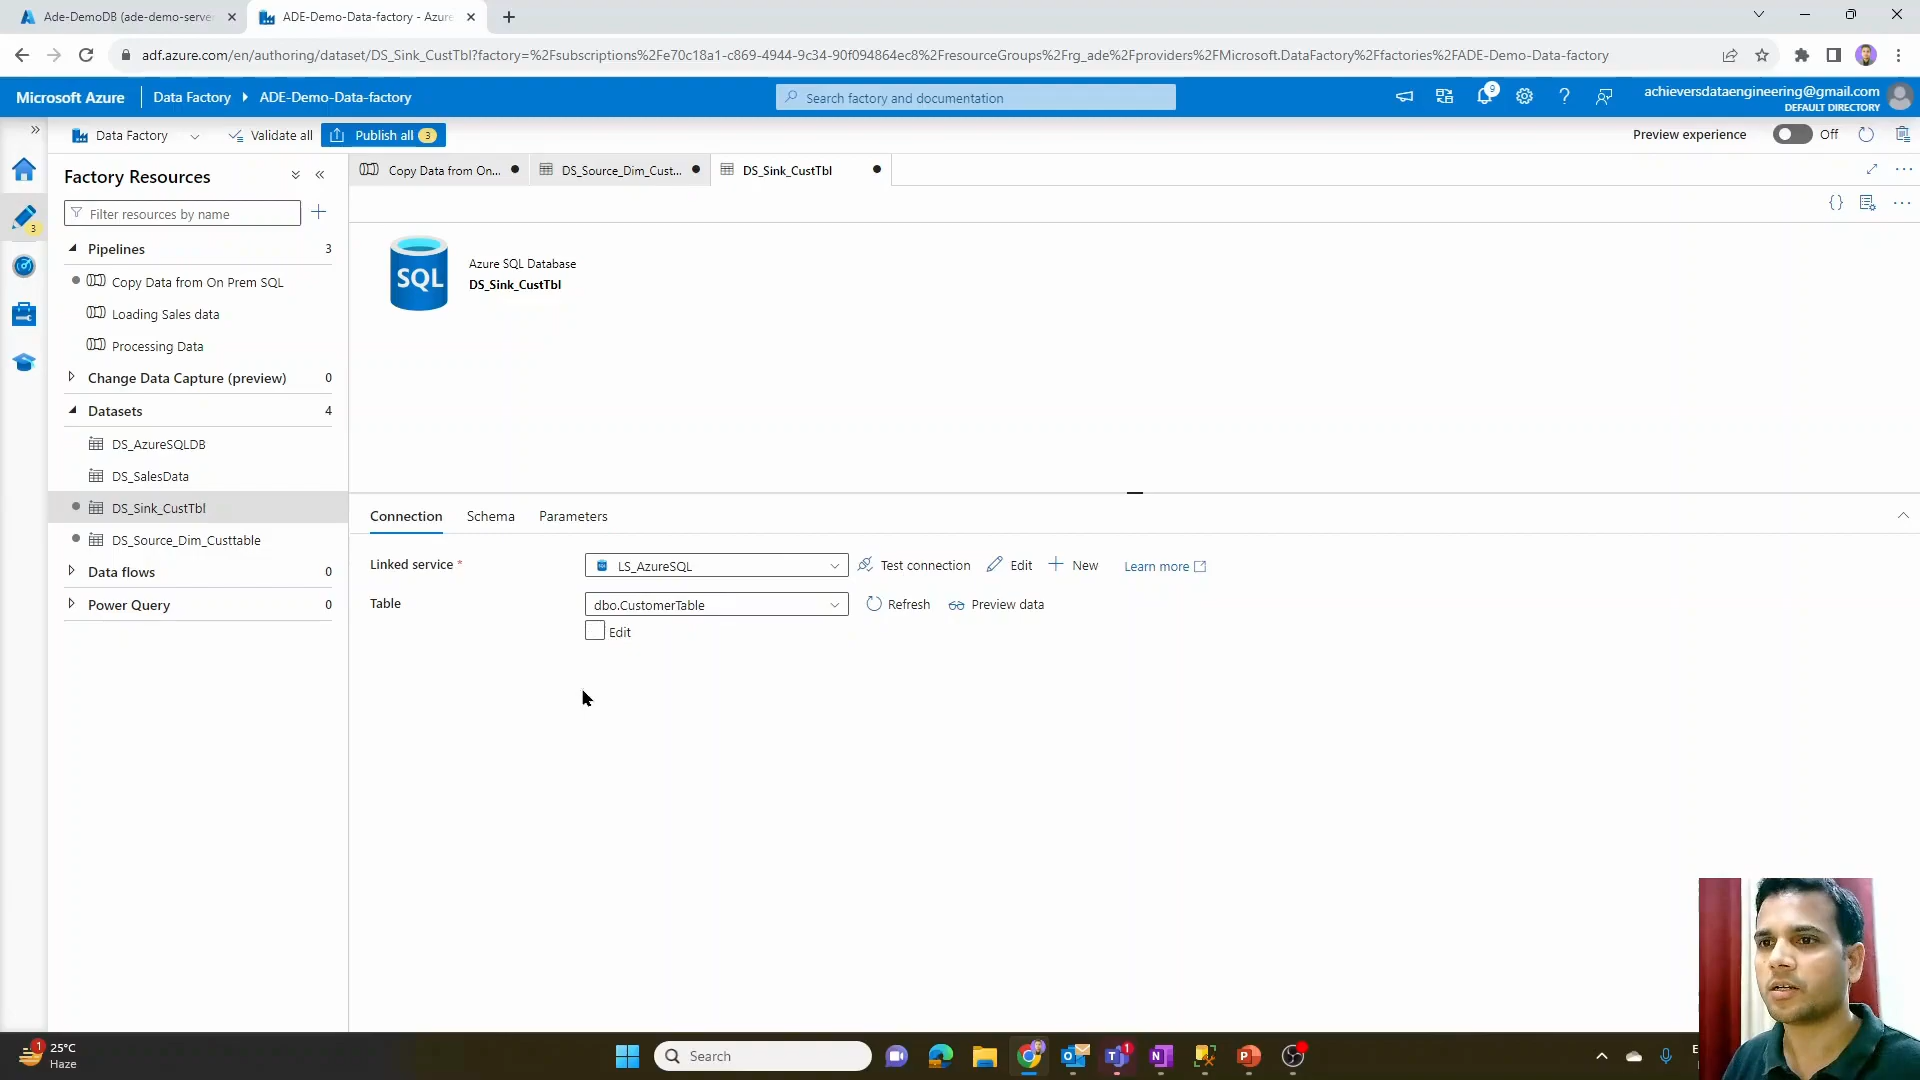 Ade-DemoDB (ade-demo-serve
ADE-Demo-Data-factory - Azure
adf.azure.com/en/authoring/dataset/DS_Sink_CustTbl?factory=%2Fsubscriptions%2Fe70c18a1-c869-4944-9c34-90f094864ec8%2FresourceGroups%2Frg_ade%2Fproviders%2FMicrosoft.DataFactory%2Ffactories%2FADE-Demo-Data-factory
Microsoft Azure
Data Factory
ADE-Demo-Data-factory
Search factory and documentation
9
achieversdataengineering@gmail.com
DEFAULT DIRECTORY
Data Factory
Validate all
Publish all 3
Preview experience
Off
Factory Resources
Copy Data from On...
DS_Source_Dim_Cust...
DS_Sink_CustTbl
Filter resources by name
3
Pipelines 3
Copy Data from On Prem SQL
Loading Sales data
Processing Data
Change Data Capture (preview) 0
Datasets 4
DS_AzureSQLDB
DS_SalesData
DS_Sink_CustTbl
DS_Source_Dim_Custtable
Data flows 0
Power Query 0
SQL
Azure SQL Database
DS_Sink_CustTbl
Connection
Schema
Parameters
Linked service *
LS_AzureSQL
Test connection
Edit
New
Learn more
Table
dbo.CustomerTable
Refresh
Preview data
Edit
1
25°C
Haze
Search
1